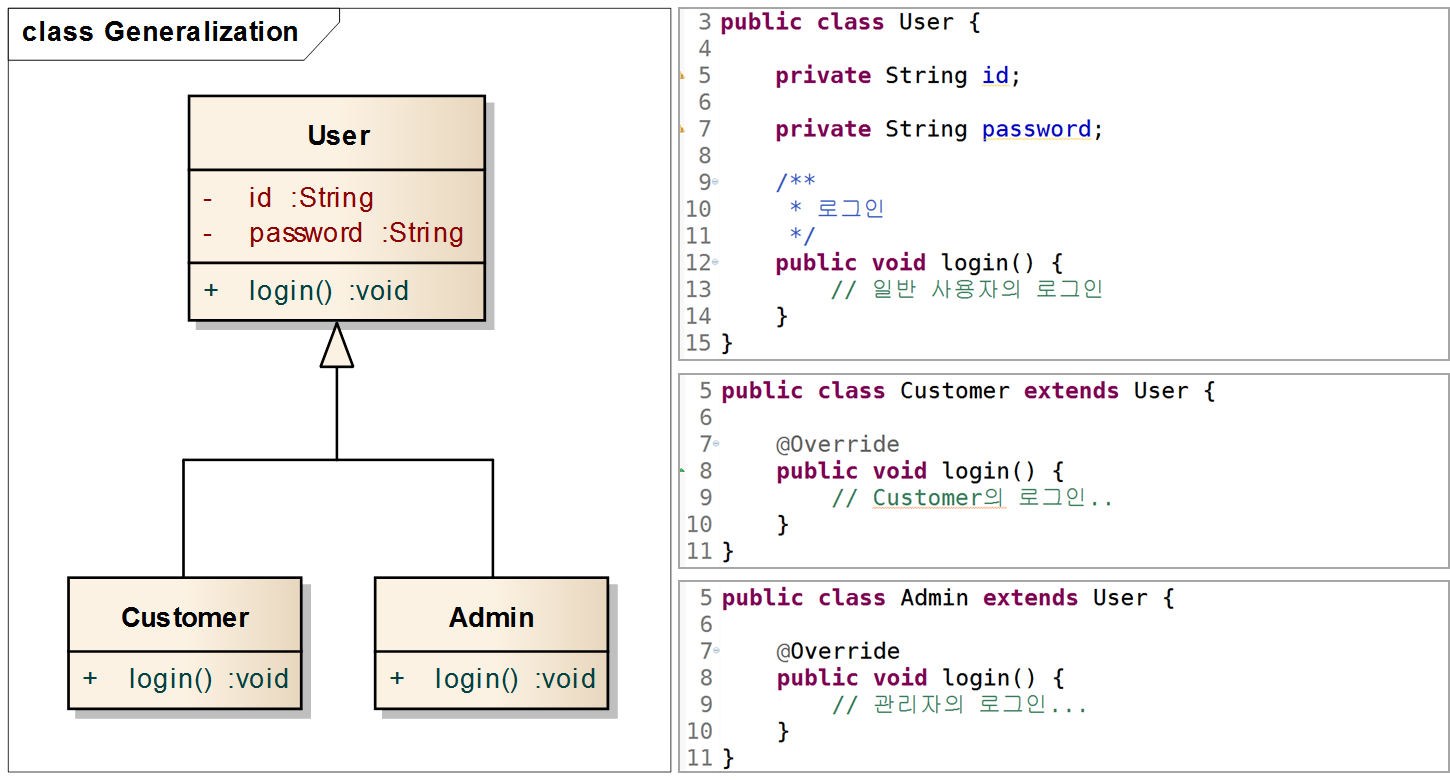 class Generalization
User
- id :String
- password :String
+ login() :void
Customer
+ login() :void
Admin
+ login() :void
3 public class User {
4
5 private String id;
6
7 private String password;
8
9 /**
10 * 로그인
11 */
12 public void login() {
13 // 일반 사용자의 로그인
14 }
15 }
5 public class Customer extends User {
6
7 @Override
8 public void login() {
9 // Customer의 로그인..
10 }
11 }
5 public class Admin extends User {
6
7 @Override
8 public void login() {
9 // 관리자의 로그인...
10 }
11 }